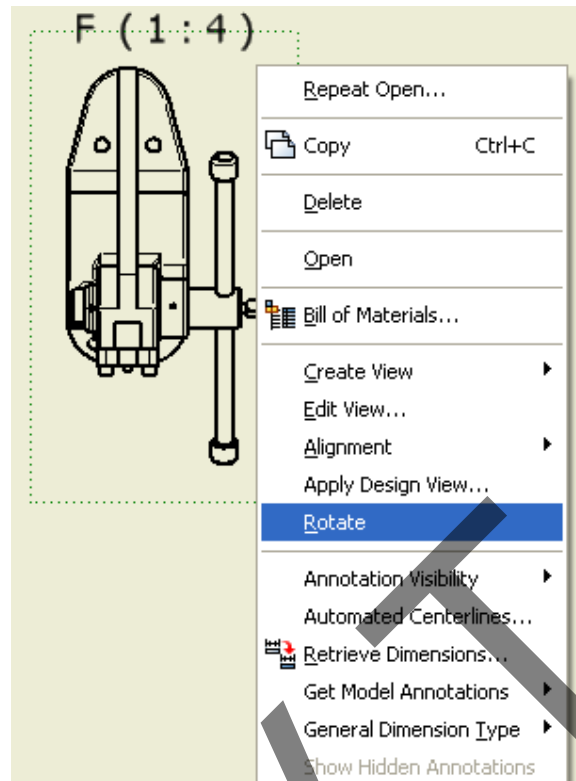 F ( 1 : 4 )
Repeat Open...
Copy Ctrl+C
Delete
Open
Bill of Materials...
Create View
Edit View...
Alignment
Apply Design View...
Rotate
Annotation Visibility
Automated Centerlines...
Retrieve Dimensions...
Get Model Annotations
General Dimension Type
Show Hidden Annotations